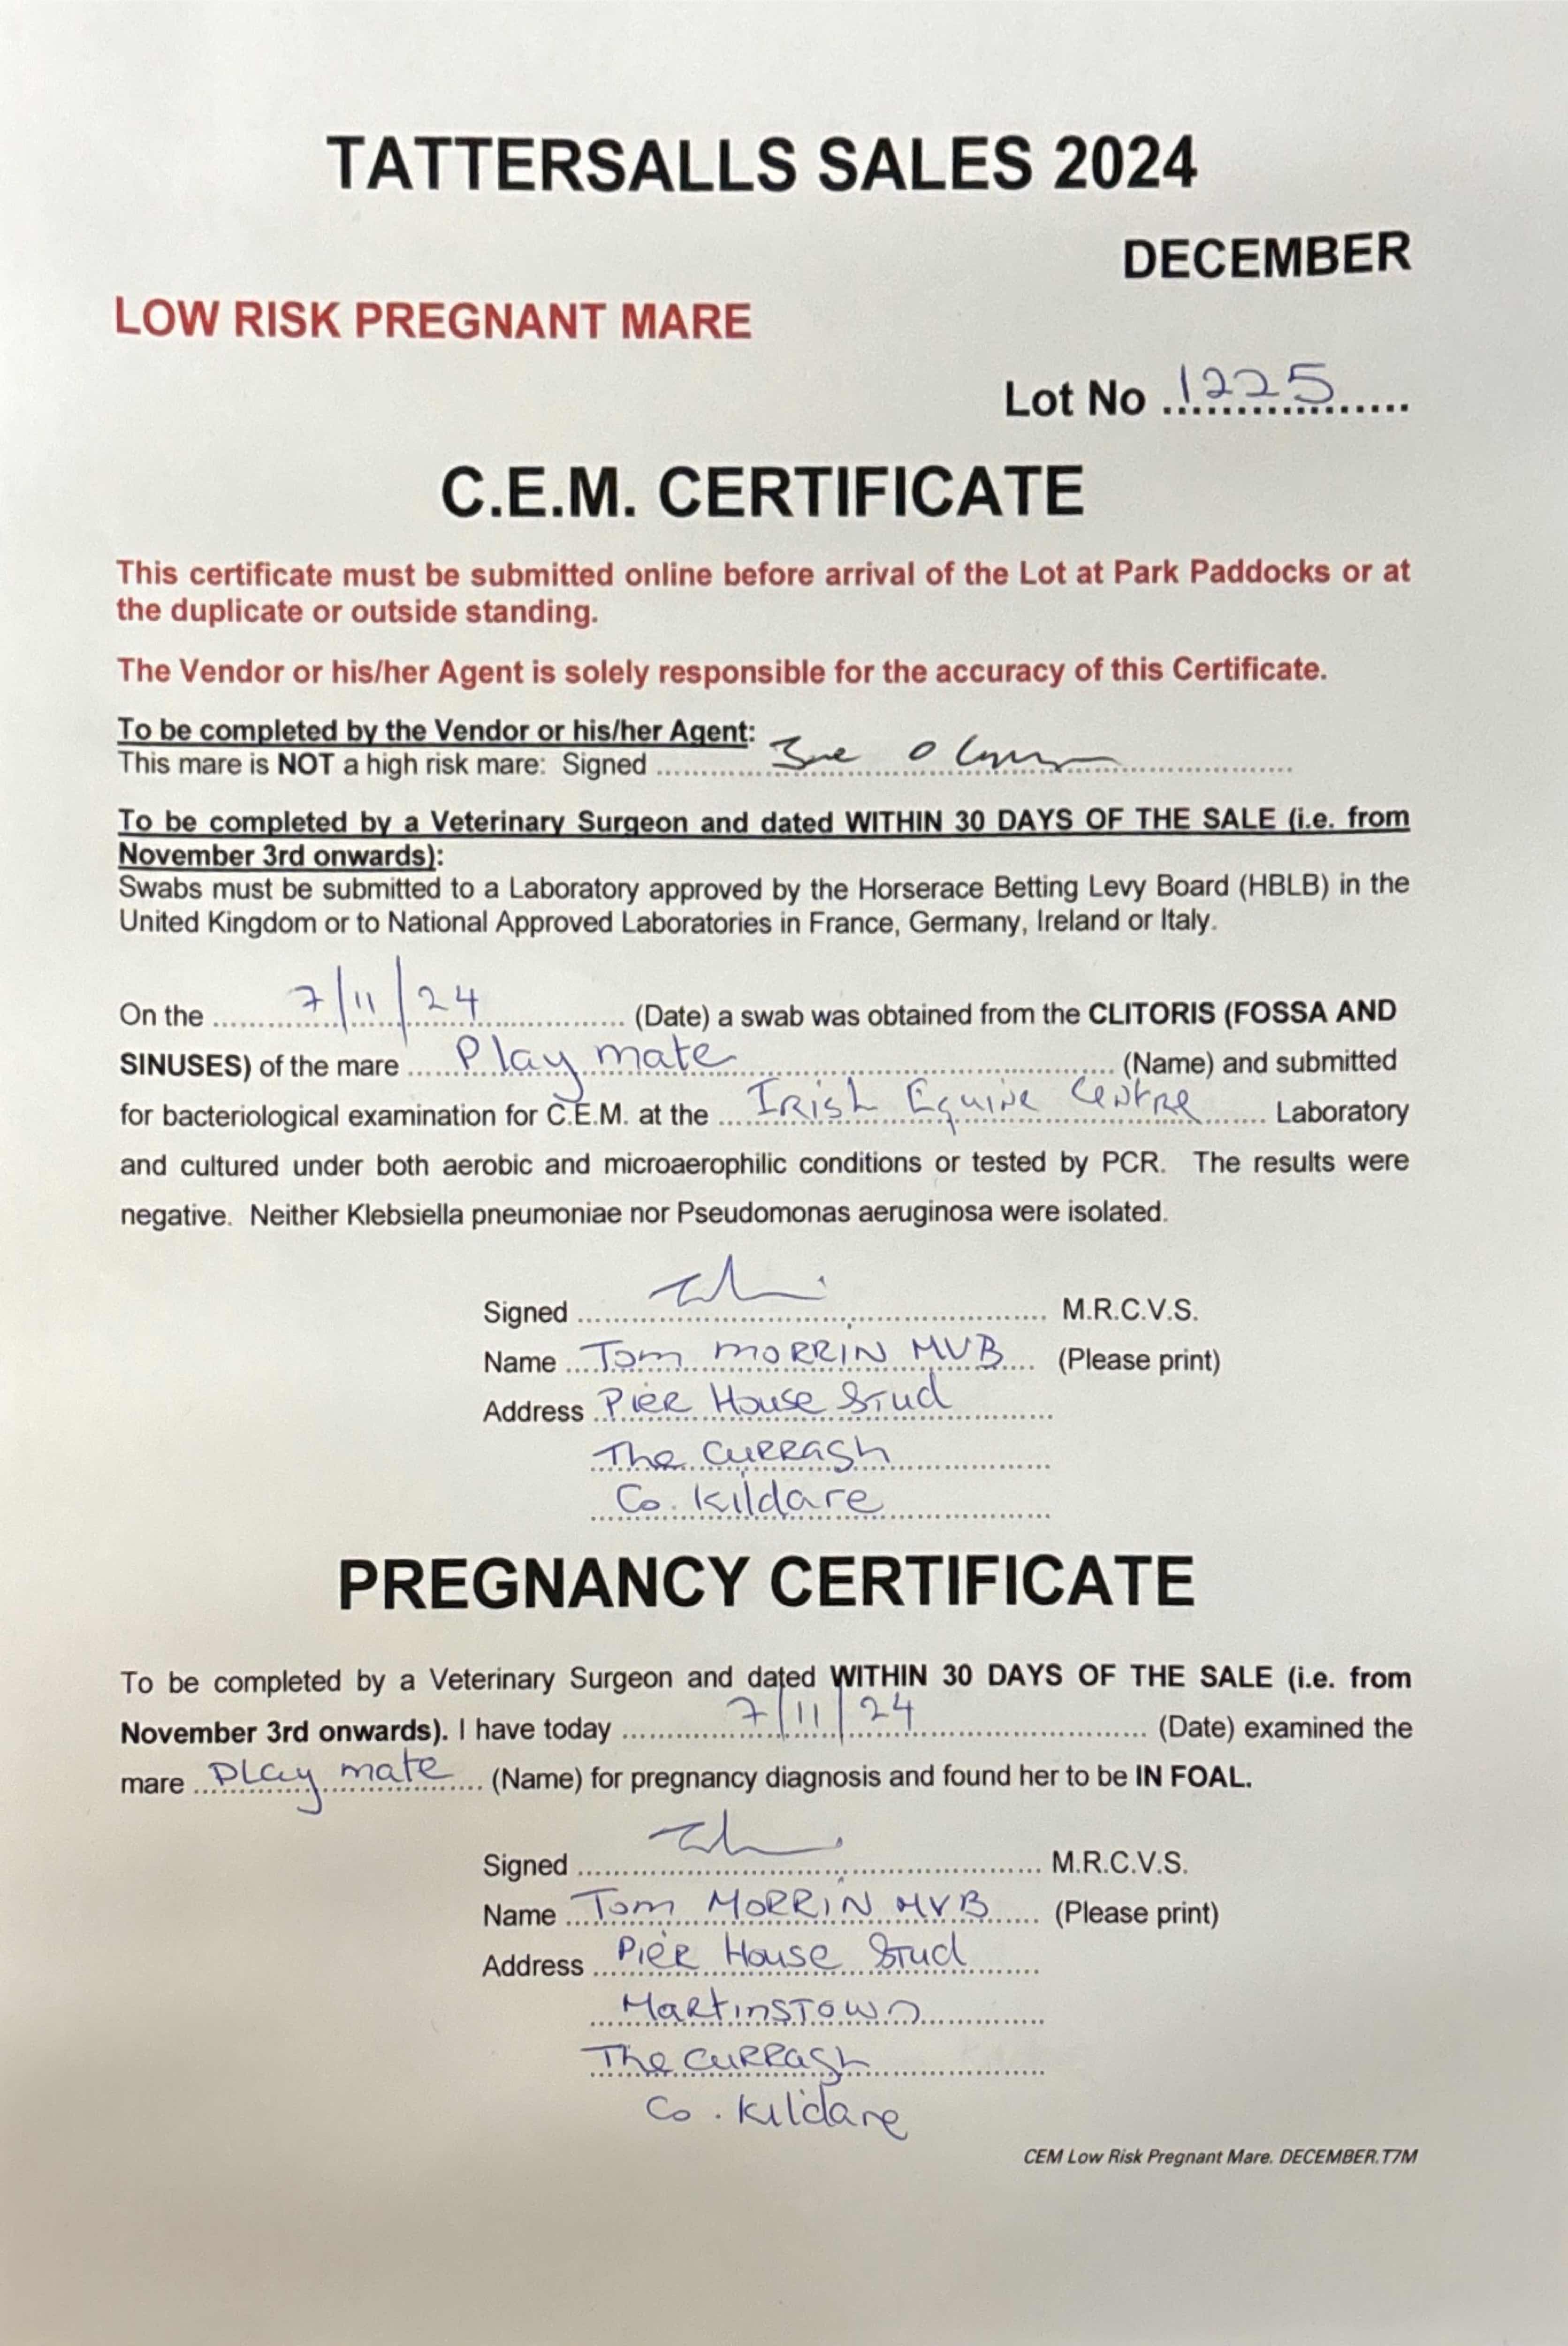 TATTERSALLS SALES 2024
DECEMBER
LOW RISK PREGNANT MARE
Lot No 1225
C.E.M. CERTIFICATE
This certificate must be submitted online before arrival of the Lot at Park Paddocks or at
the duplicate or outside standing.
The Vendor or his/her Agent is solely responsible for the accuracy of this Certificate.
To be completed by the Vendor or his/her Agent:
This mare is NOT a high risk mare: Signed
To be completed by a Veterinary Surgeon and dated WITHIN 30 DAYS OF THE SALE (i.e. from
November 3rd onwards):
Swabs must be submitted to a Laboratory approved by the Horserace Betting Levy Board (HBLB) in the
United Kingdom or to National Approved Laboratories in France, Germany, Ireland or Italy.
On the 7/11/24 (Date) a swab was obtained from the CLITORIS (FOSSA AND
SINUSES) of the mare Play mate (Name) and submitted
for bacteriological examination for C.E.M. at the Irish Equine Centre Laboratory
and cultured under both aerobic and microaerophilic conditions or tested by PCR. The results were
negative. Neither Klebsiella pneumoniae nor Pseudomonas aeruginosa were isolated.
Signed M.R.C.V.S.
Name Tom MORRIN MVB (Please print)
Address Pier House Stud
The Curragh
Co. Kildare
PREGNANCY CERTIFICATE
To be completed by a Veterinary Surgeon and dated WITHIN 30 DAYS OF THE SALE (i.e. from
November 3rd onwards). I have today 7/11/24 (Date) examined the
mare Play mate (Name) for pregnancy diagnosis and found her to be IN FOAL.
Signed M.R.C.V.S.
Name Tom MORRIN MVB (Please print)
Address Pier House Stud
Martinstown
The Curragh
Co. Kildare
CEM Low Risk Pregnant Mare. DECEMBER.T7M